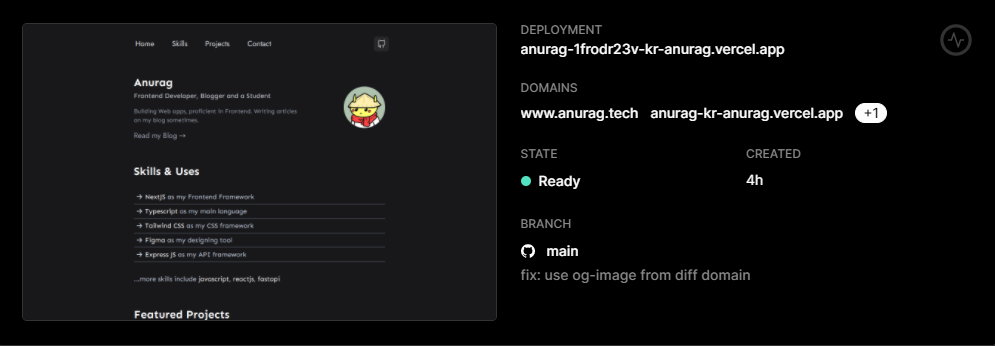 Home Skills Projects Contact
Anurag
Frontend Developer, Blogger and a Student
Building Web apps, proficient in Frontend. Writing articles
on my blog sometimes.
Read my Blog →
Skills & Uses
→ NextJS as my Frontend Framework
→ Typescript as my main language
→ Tailwind CSS as my CSS framework
→ Figma as my designing tool
→ Express JS as my API framework
...more skills include javascript, reactjs, fastapi
Featured Projects
DEPLOYMENT
anurag-1frodr23v-kr-anurag.vercel.app
DOMAINS
www.anurag.tech anurag-kr-anurag.vercel.app +1
STATE CREATED
Ready 4h
BRANCH
main
fix: use og-image from diff domain